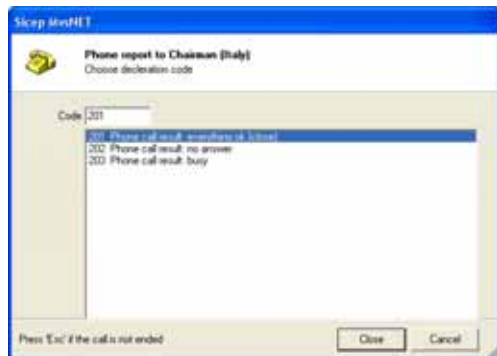 Sicep MvsNET
Phone report to Chairman (Italy)
Choose decleration code
Code 201
201 Phone call result: everything ok (close)
202 Phone call result: no answer
203 Phone call result: busy
Press 'Esc' if the call is not ended
Close
Cancel